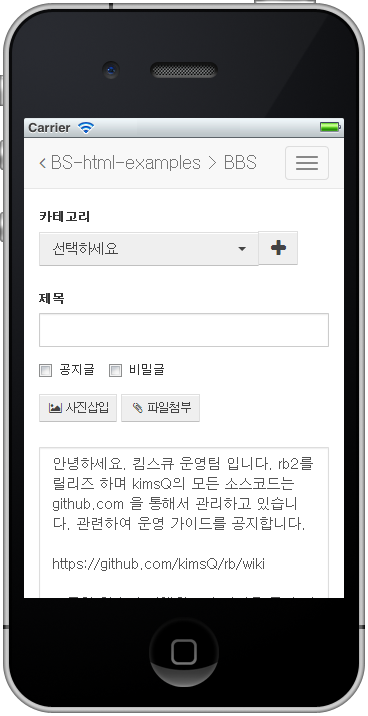 Carrier
BS-html-examples > BBS
카테고리
선택하세요
제목
공지글 비밀글
사진삽입 파일첨부
안녕하세요. 킴스큐 운영팀 입니다. rb2를
릴리즈 하며 kimsQ의 모든 소스코드는
github.com 을 통해서 관리하고 있습니
다. 관련하여 운영 가이드를 공지합니다.
https://github.com/kimsQ/rb/wiki